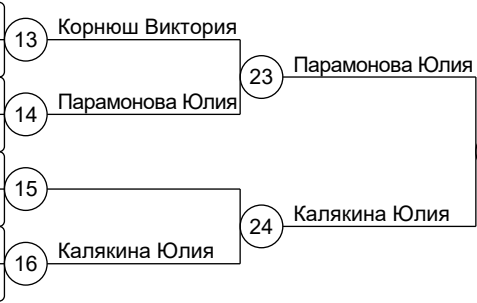 13
Корнюш Виктория
23
Парамонова Юлия
14
Парамонова Юлия
15
24
Калякина Юлия
16
Калякина Юлия